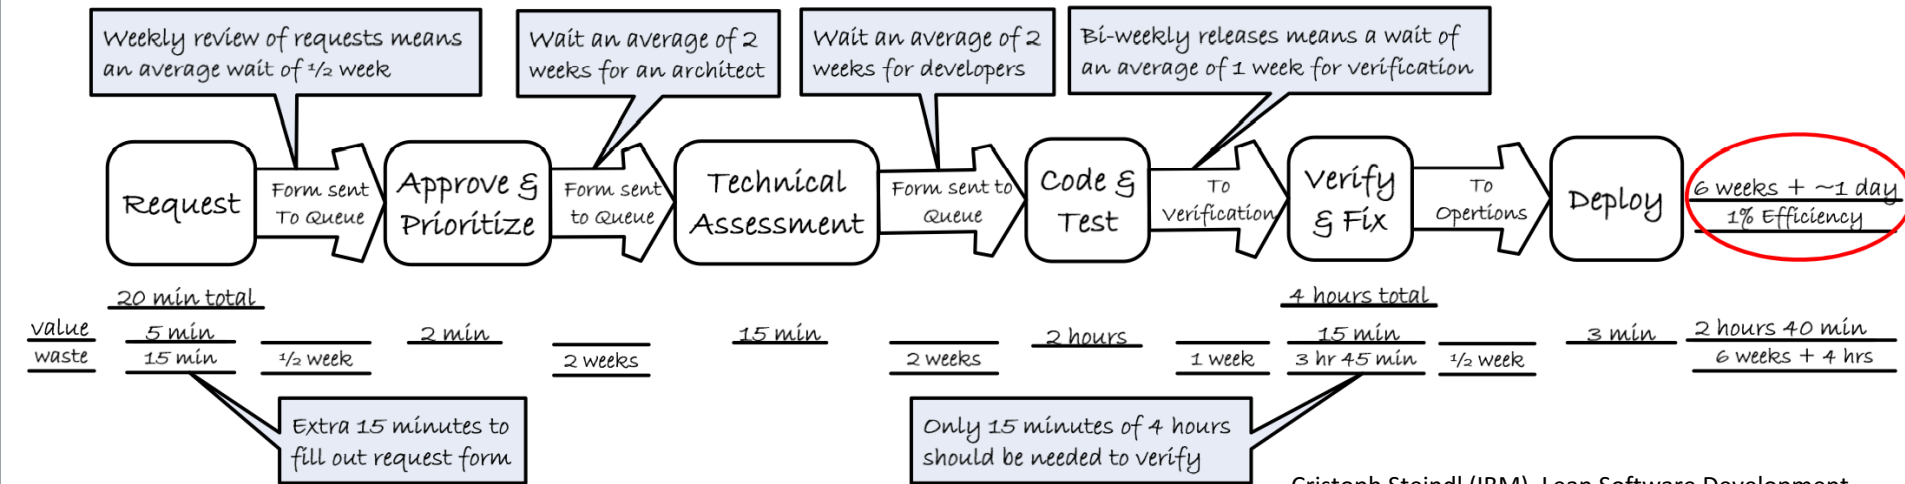 Weekly review of requests means
an average wait of 1/2 week
Wait an average of 2
weeks for an architect
Wait an average of 2
weeks for developers
Bi-weekly releases means a wait of
an average of 1 week for verification
Request
Form sent
To Queue
Approve &
Prioritize
Form sent
to Queue
Technical
Assessment
Form sent to
Queue
Code &
Test
To
Verification
Verify
& Fix
To
Opertions
Deploy
6 weeks + ~1 day
1% Efficiency
20 min total
4 hours total
value
5 min
2 min
15 min
2 hours
15 min
3 min
2 hours 40 min
waste
15 min
1/2 week
2 weeks
2 weeks
1 week
3 hr 45 min
1/2 week
6 weeks + 4 hrs
Extra 15 minutes to
fill out request form
Only 15 minutes of 4 hours
should be needed to verify
Cristoph Steindl (IBM), Lean Software Development